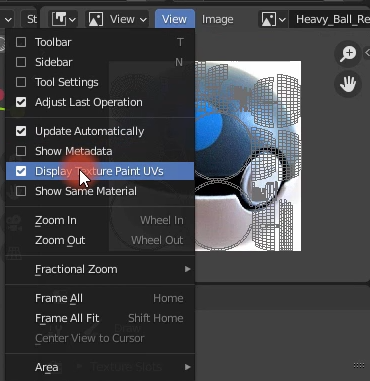 St View View Image Heavy_Ball_Re
Toolbar T
Sidebar N
Tool Settings
Adjust Last Operation
Update Automatically
Show Metadata
Display Texture Paint UVs
Show Same Material
Zoom In Wheel In
Zoom Out Wheel Out
Fractional Zoom
Frame All Home
Frame All Fit Shift Home
Center View to Cursor
Area